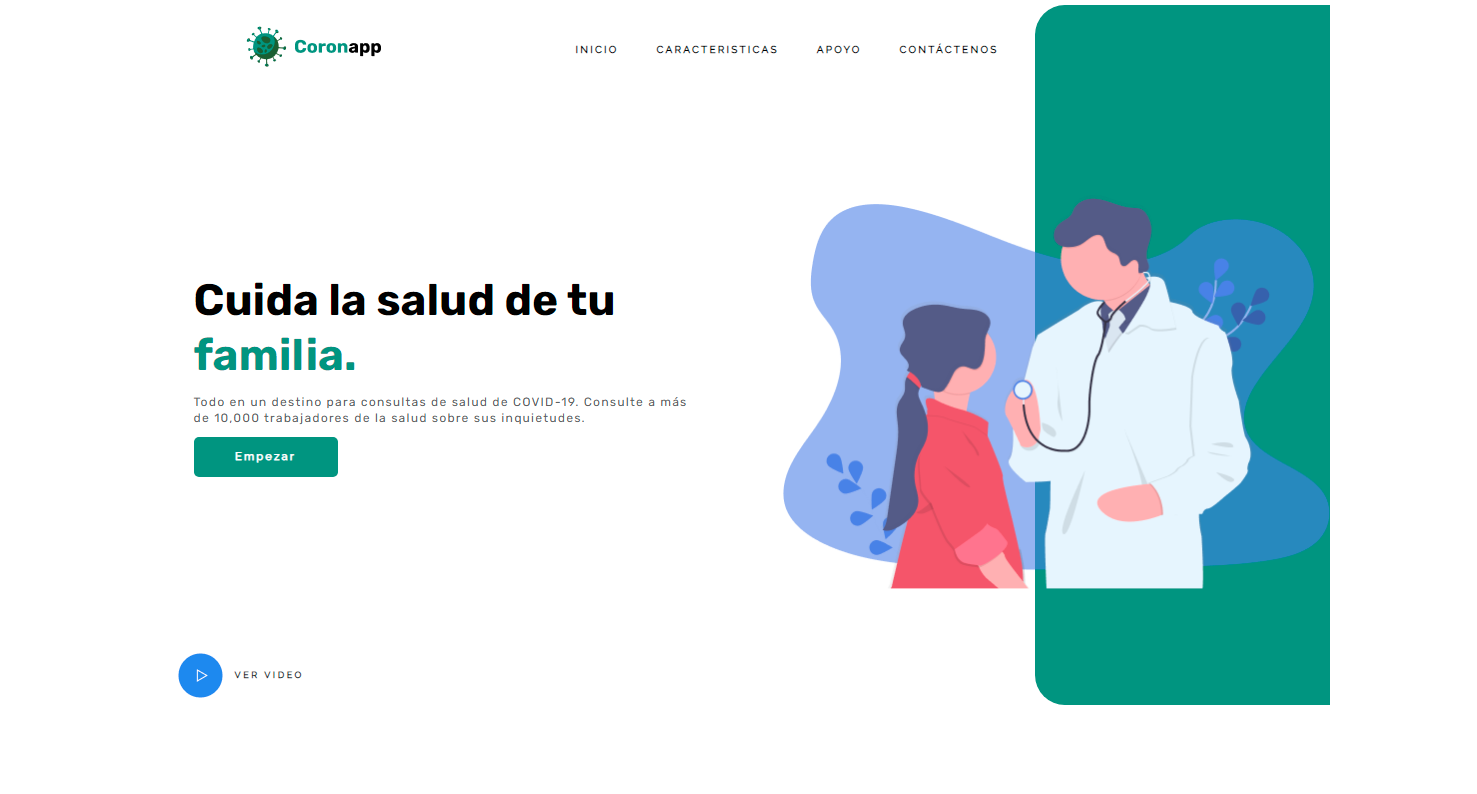 Coronapp
INICIO
CARACTERISTICAS
APOYO
CONTÁCTENOS
Cuida la salud de tu
familia.
Todo en un destino para consultas de salud de COVID-19. Consulte a más
de 10,000 trabajadores de la salud sobre sus inquietudes.
Empezar
VER VIDEO